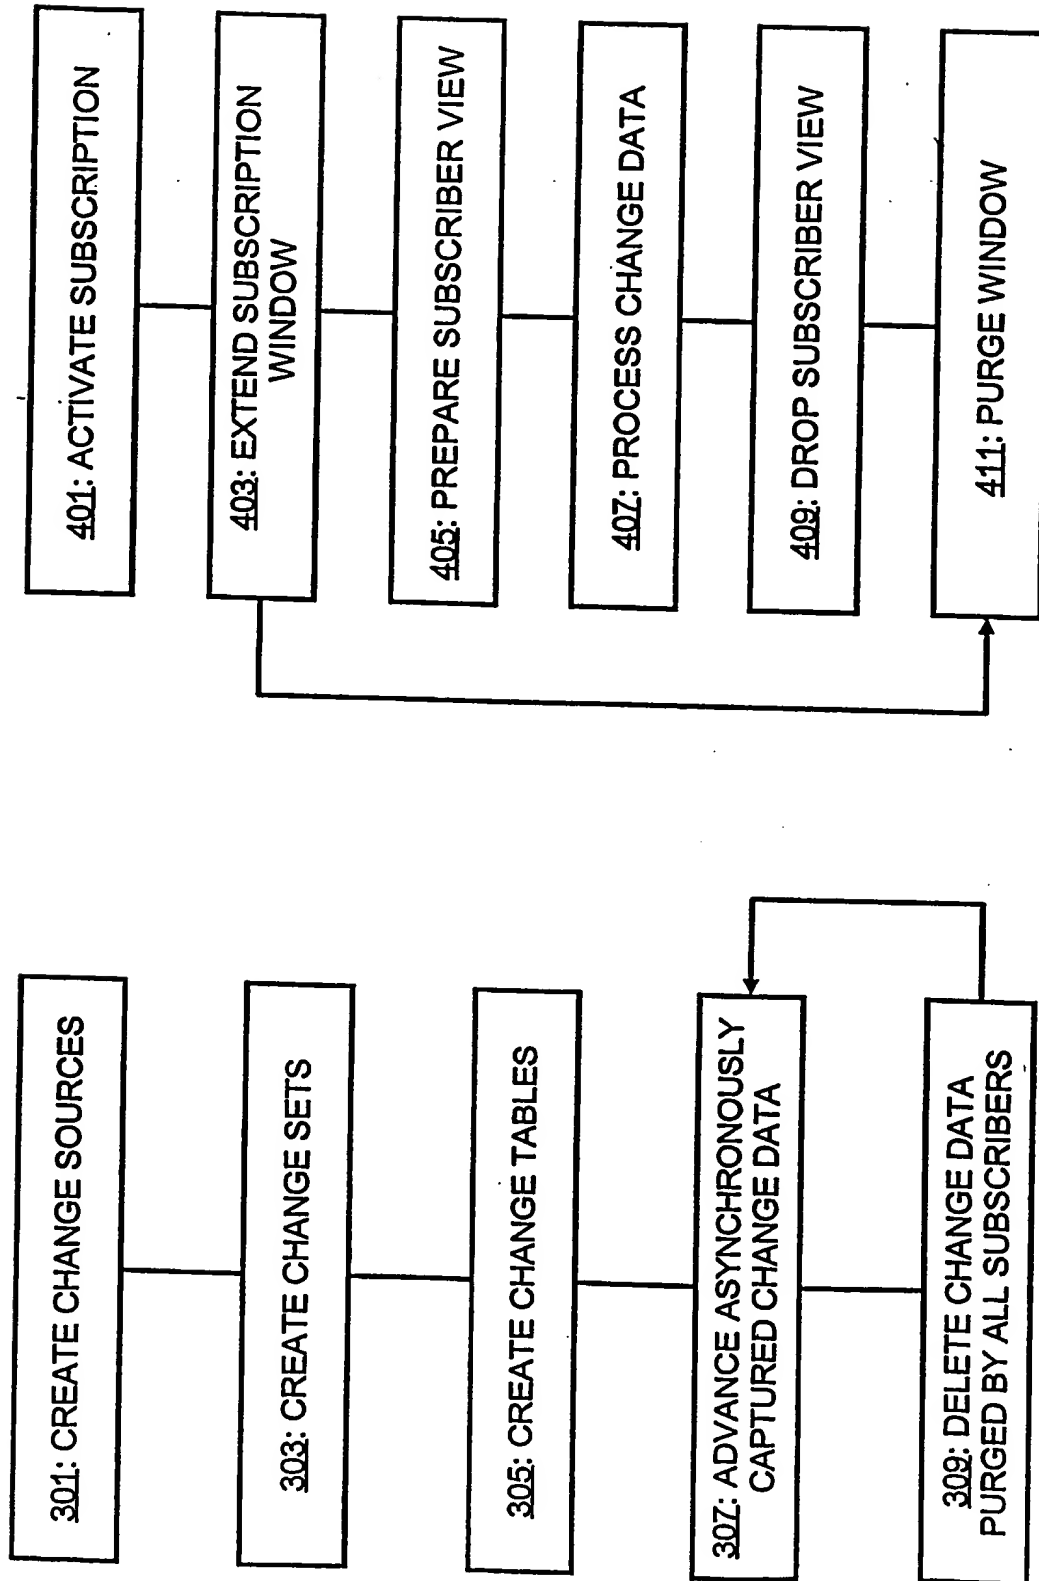 301: CREATE CHANGE SOURCES
303: CREATE CHANGE SETS
305: CREATE CHANGE TABLES
307: ADVANCE ASYNCHRONOUSLY
CAPTURED CHANGE DATA
309: DELETE CHANGE DATA
PURGED BY ALL SUBSCRIBERS
401: ACTIVATE SUBSCRIPTION
403: EXTEND SUBSCRIPTION
WINDOW
405: PREPARE SUBSCRIBER VIEW
407: PROCESS CHANGE DATA
409: DROP SUBSCRIBER VIEW
411: PURGE WINDOW